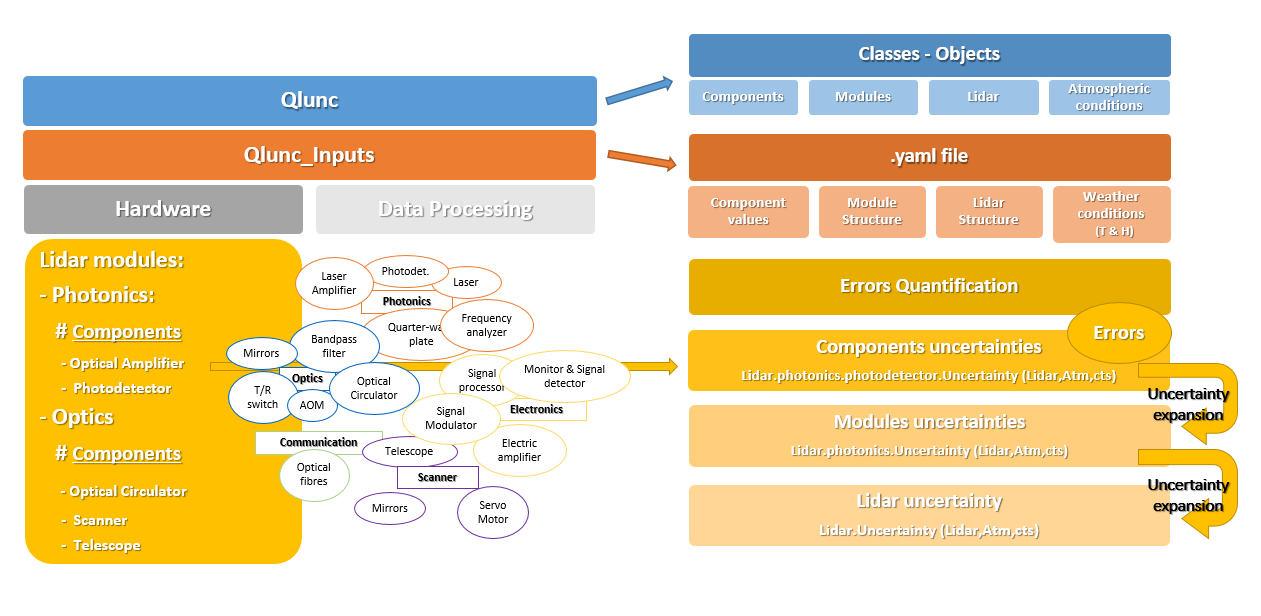 Qlunc
Qlunc_Inputs
Hardware
Data Processing
Lidar modules:
- Photonics:
# Components
- Optical Amplifier
- Photodetector
- Optics
# Components
- Optical Circulator
- Scanner
- Telescope
Laser
Amplifier
Photodet.
Laser
Photonics
Quarter-wa
plate
Frequency
analyzer
Mirrors
Bandpass
filter
Optics
T/R
switch
AOM
Optical
Circulator
Signal
processor
Monitor & Signal
detector
Electronics
Signal
Modulator
Electric
amplifier
Communication
Optical
fibres
Telescope
Scanner
Mirrors
Servo
Motor
Classes - Objects
Components
Modules
Lidar
Atmospheric
conditions
.yaml file
Component
values
Module
Structure
Lidar
Structure
Weather
conditions
(T & H)
Errors Quantification
Errors
Components uncertainties
Lidar.photonics.photodetector.Uncertainty (Lidar,Atm,cts)
Uncertainty
expansion
Modules uncertainties
Lidar.photonics.Uncertainty (Lidar,Atm,cts)
Uncertainty
expansion
Lidar uncertainty
Lidar.Uncertainty (Lidar,Atm,cts)